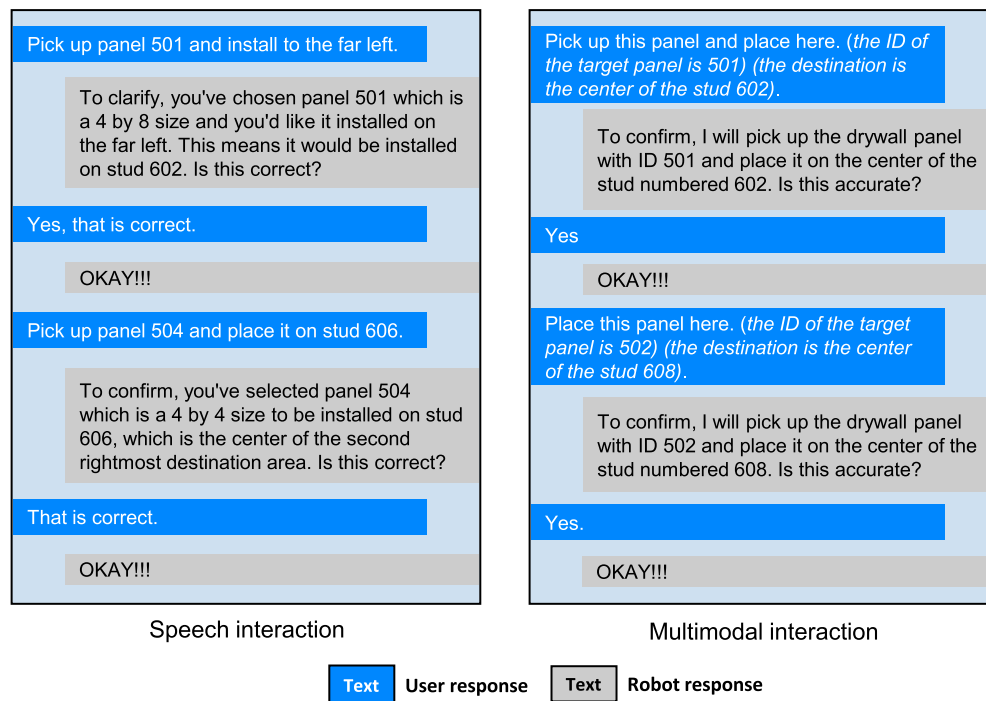 Pick up panel 501 and install to the far left.
To clarify, you've chosen panel 501 which is
a 4 by 8 size and you'd like it installed on
the far left. This means it would be installed
on stud 602. Is this correct?
Yes, that is correct.
OKAY!!!
Pick up panel 504 and place it on stud 606.
To confirm, you've selected panel 504
which is a 4 by 4 size to be installed on stud
606, which is the center of the second
rightmost destination area. Is this correct?
That is correct.
OKAY!!!
Speech interaction
Pick up this panel and place here. (the ID of
the target panel is 501) (the destination is
the center of the stud 602).
To confirm, I will pick up the drywall panel
with ID 501 and place it on the center of the
stud numbered 602. Is this accurate?
Yes
OKAY!!!
Place this panel here. (the ID of the target
panel is 502) (the destination is the center
of the stud 608).
To confirm, I will pick up the drywall panel
with ID 502 and place it on the center of the
stud numbered 608. Is this accurate?
Yes.
OKAY!!!
Multimodal interaction
Text User response Text Robot response